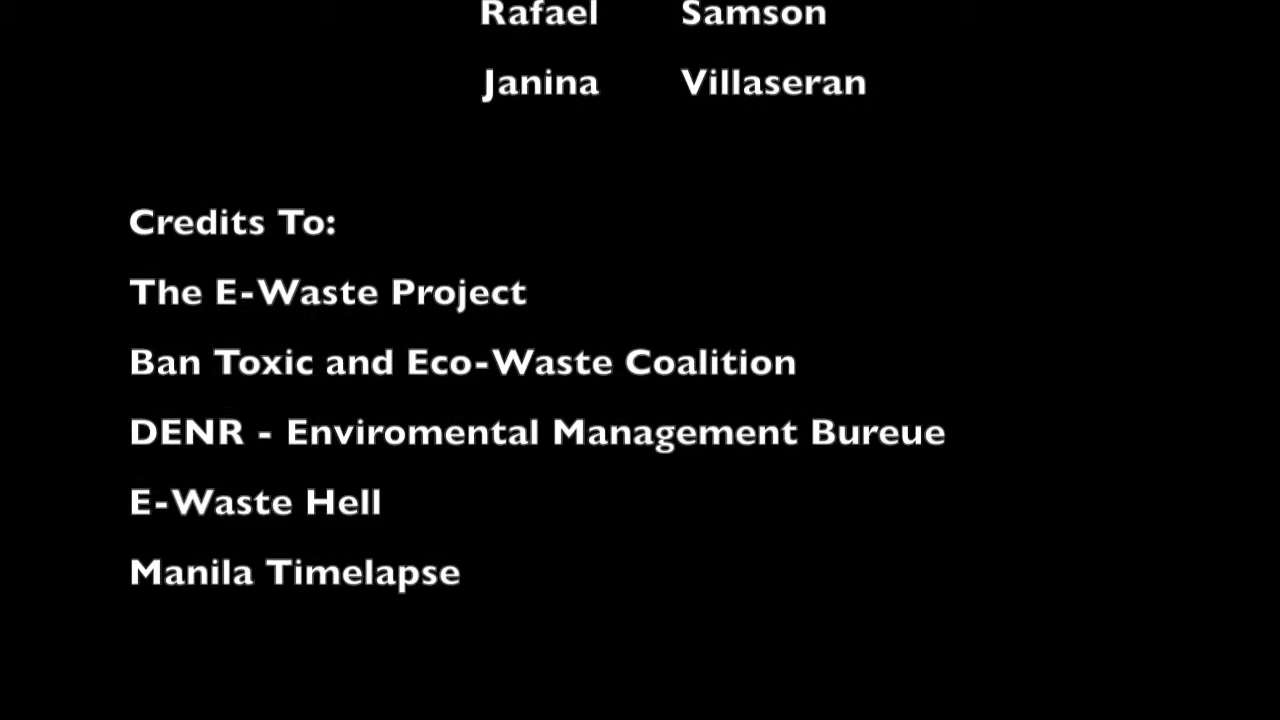 Rafael Samson
Janina Villaseran
Credits To:
The E-Waste Project
Ban Toxic and Eco-Waste Coalition
DENR - Enviromental Management Bureue
E-Waste Hell
Manila Timelapse